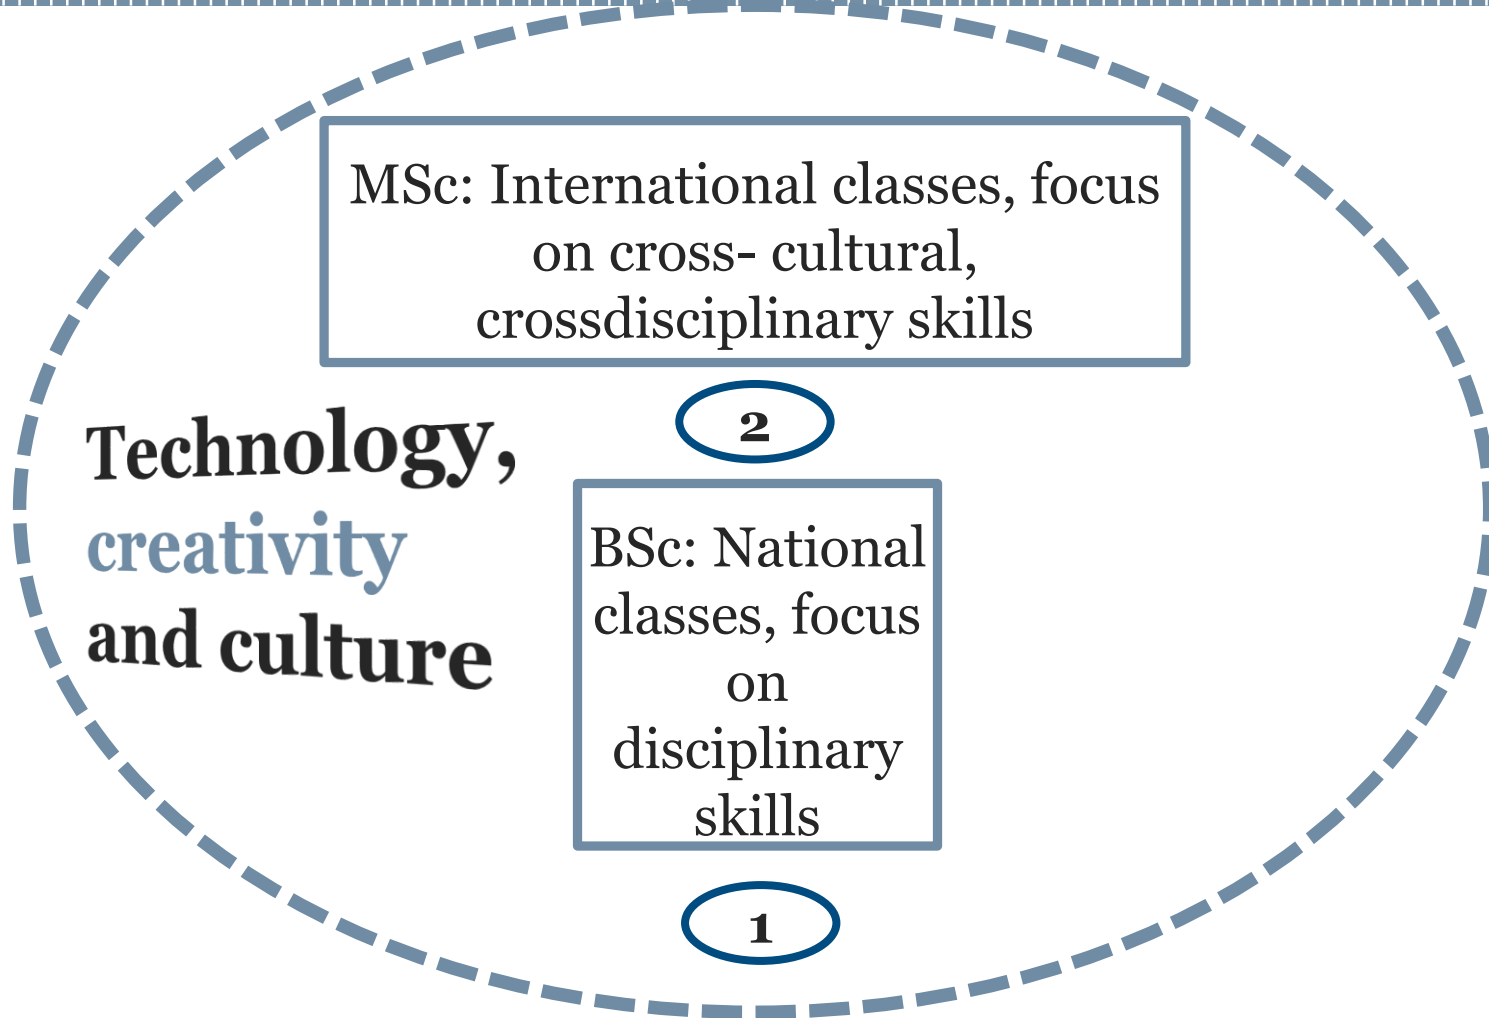 MSc: International classes, focus
on cross- cultural,
crossdisciplinary skills
2
Technology,
creativity
and culture
BSc: National
classes, focus
on
disciplinary
skills
1